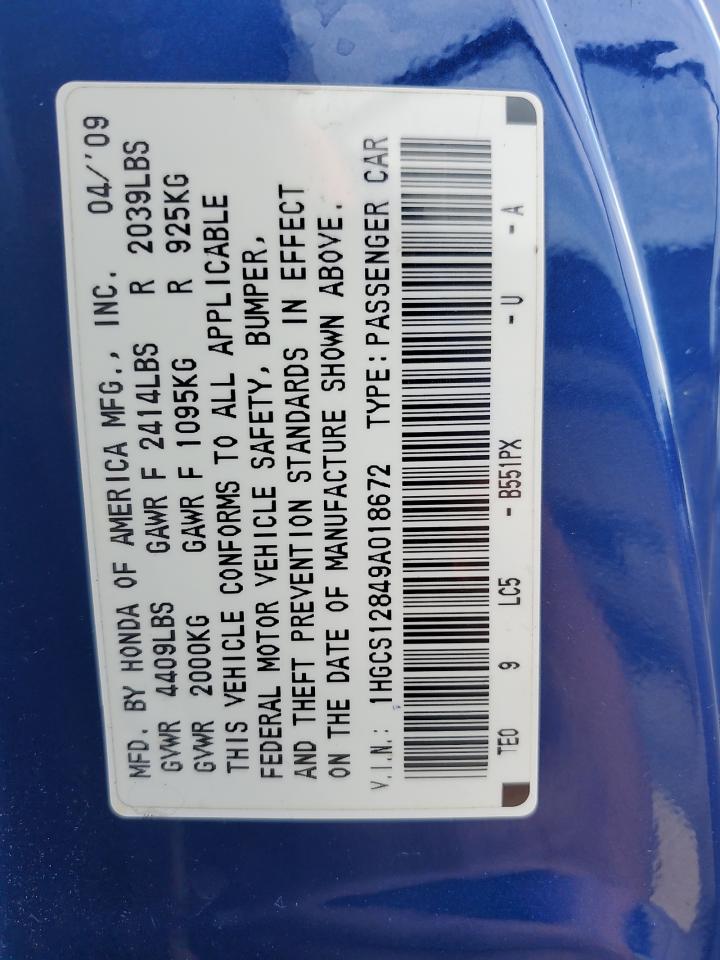 MFD. BY HONDA OF AMERICA MFG., INC. 04/'09
GVWR 4409LBS GAWR F 2414LBS R 2039LBS
GVWR 2000KG GAWR F 1095KG R 925KG
THIS VEHICLE CONFORMS TO ALL APPLICABLE
FEDERAL MOTOR VEHICLE SAFETY, BUMPER,
AND THEFT PREVENTION STANDARDS IN EFFECT
ON THE DATE OF MANUFACTURE SHOWN ABOVE.
V.I.N.: 1HGCS12849A018672 TYPE:PASSENGER CAR
TE0 9 LC5 - B551PX - U - A